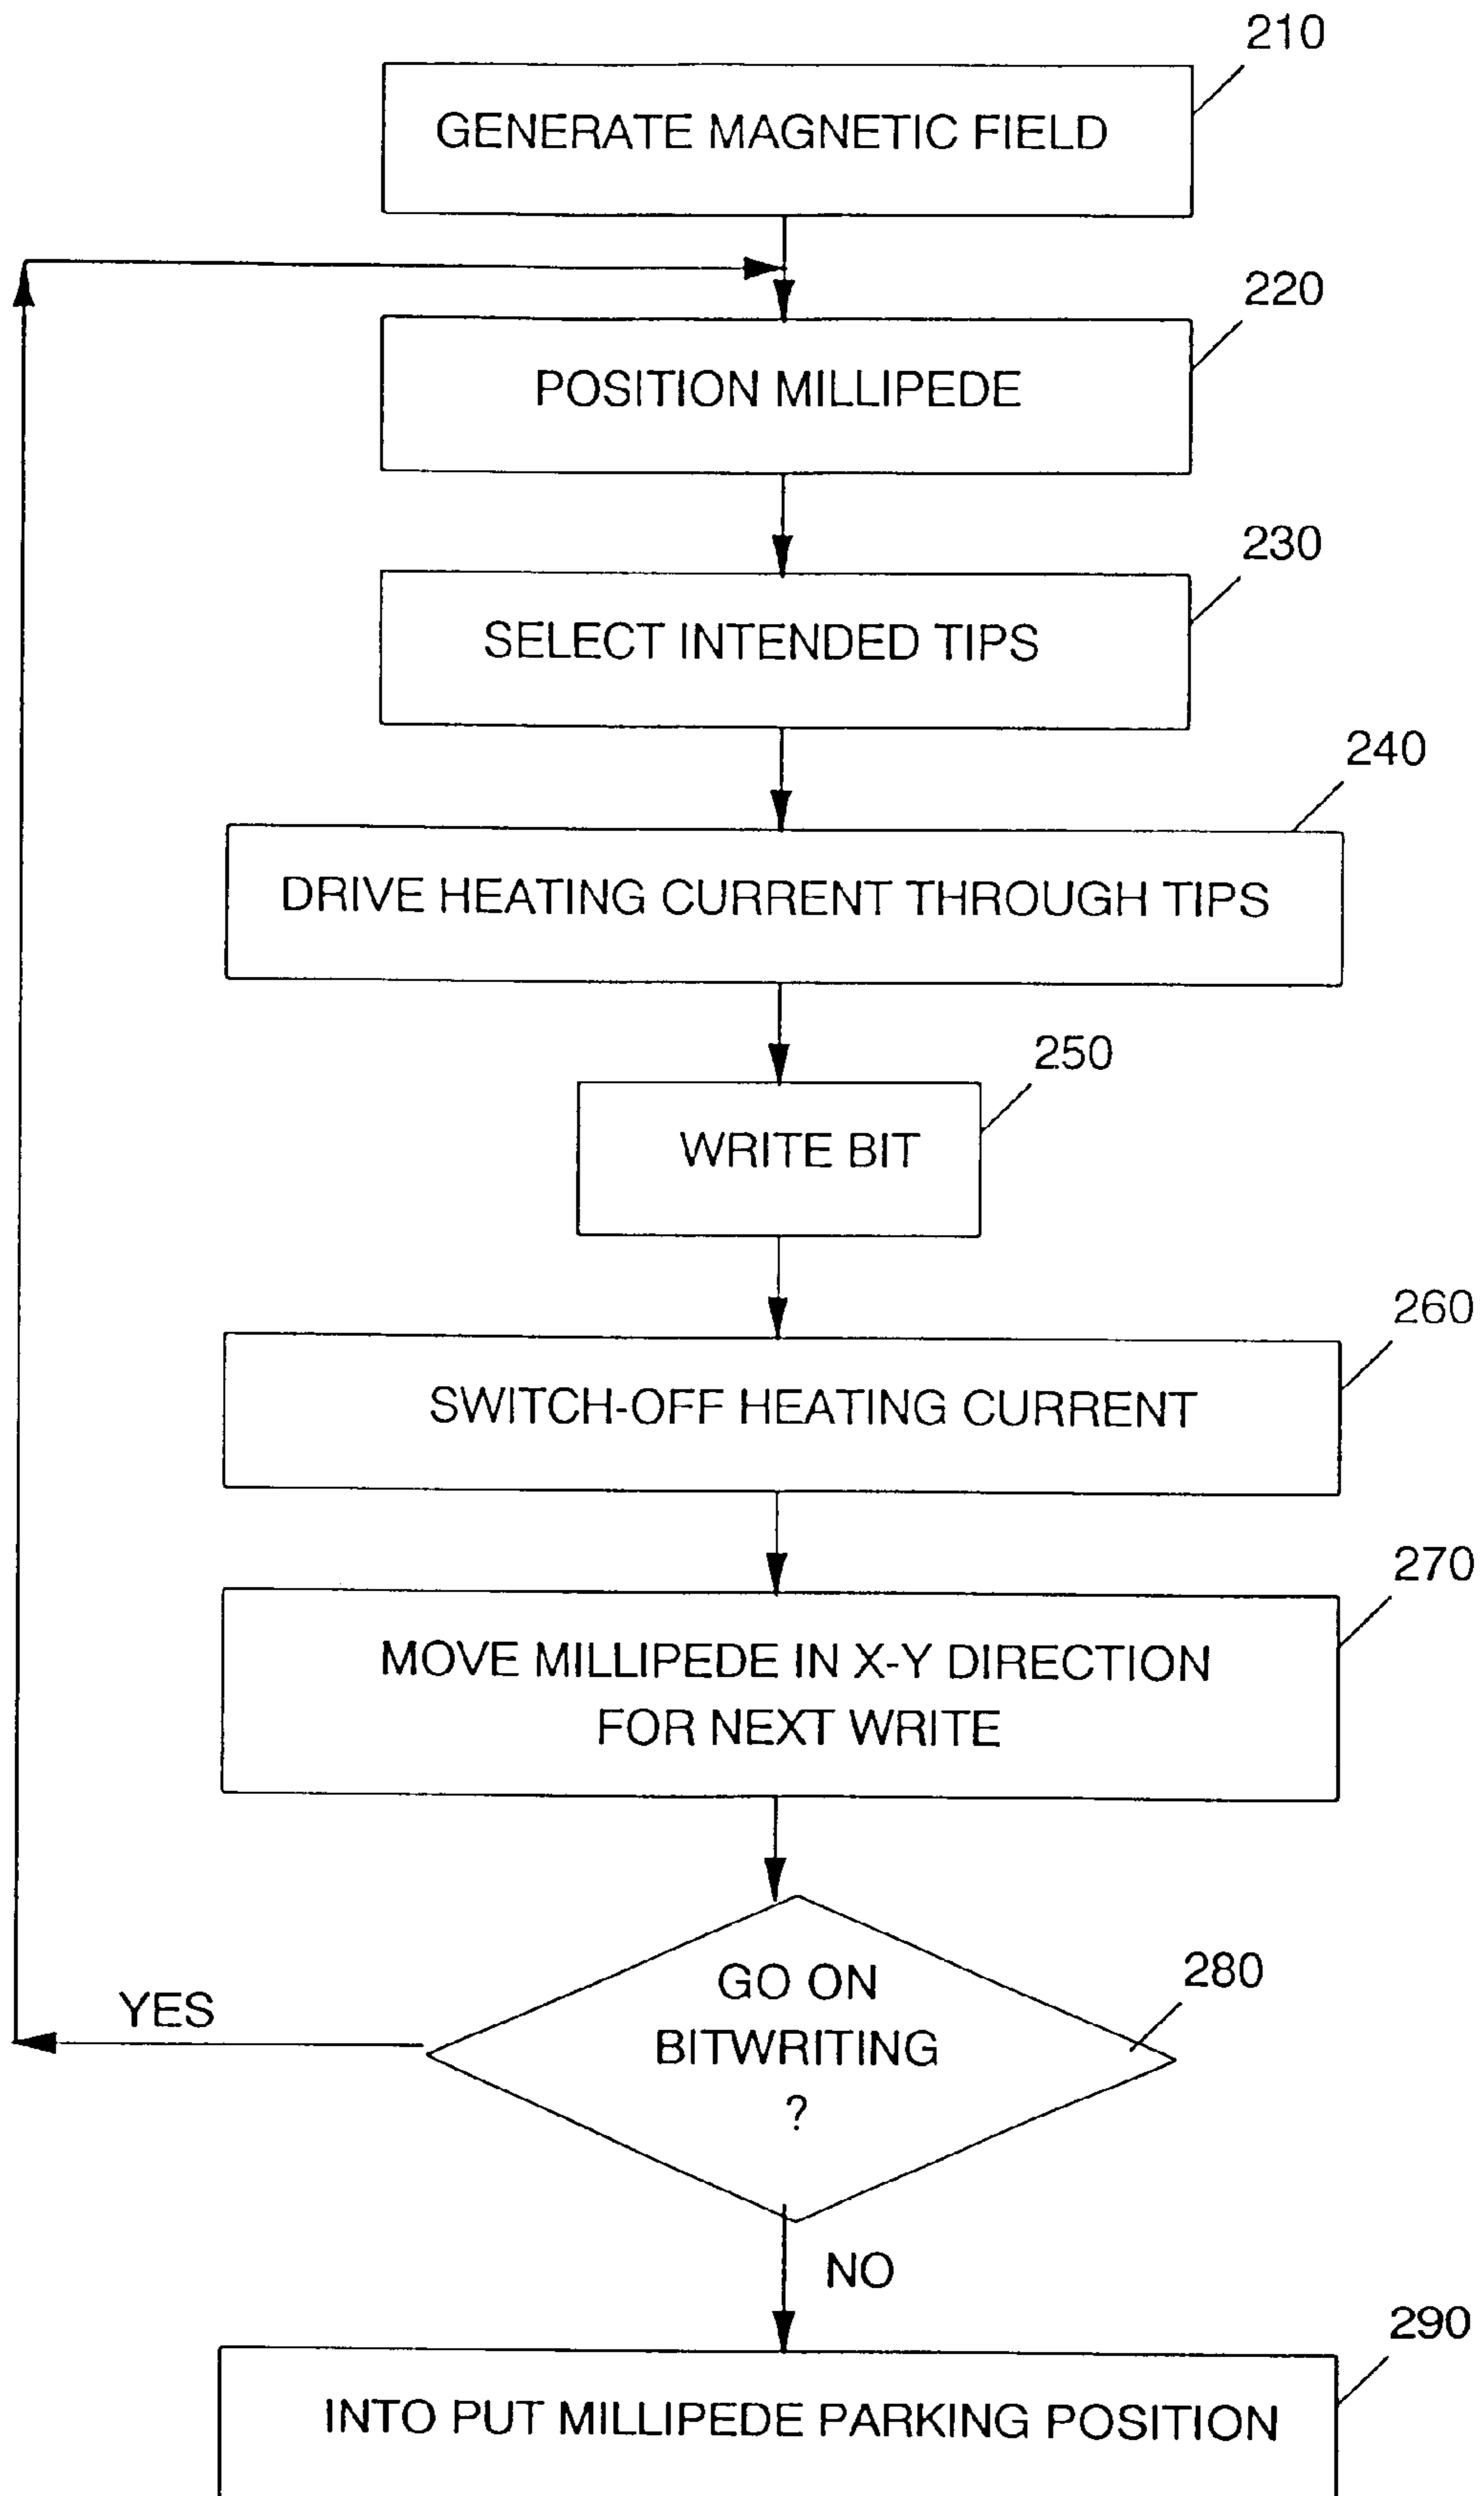 210
GENERATE MAGNETIC FIELD
220
POSITION MILLIPEDE
230
SELECT INTENDED TIPS
240
DRIVE HEATING CURRENT THROUGH TIPS
250
WRITE BIT
260
SWITCH-OFF HEATING CURRENT
270
MOVE MILLIPEDE IN X-Y DIRECTION
FOR NEXT WRITE
280
GO ON
BITWRITING
?
YES
NO
290
INTO PUT MILLIPEDE PARKING POSITION